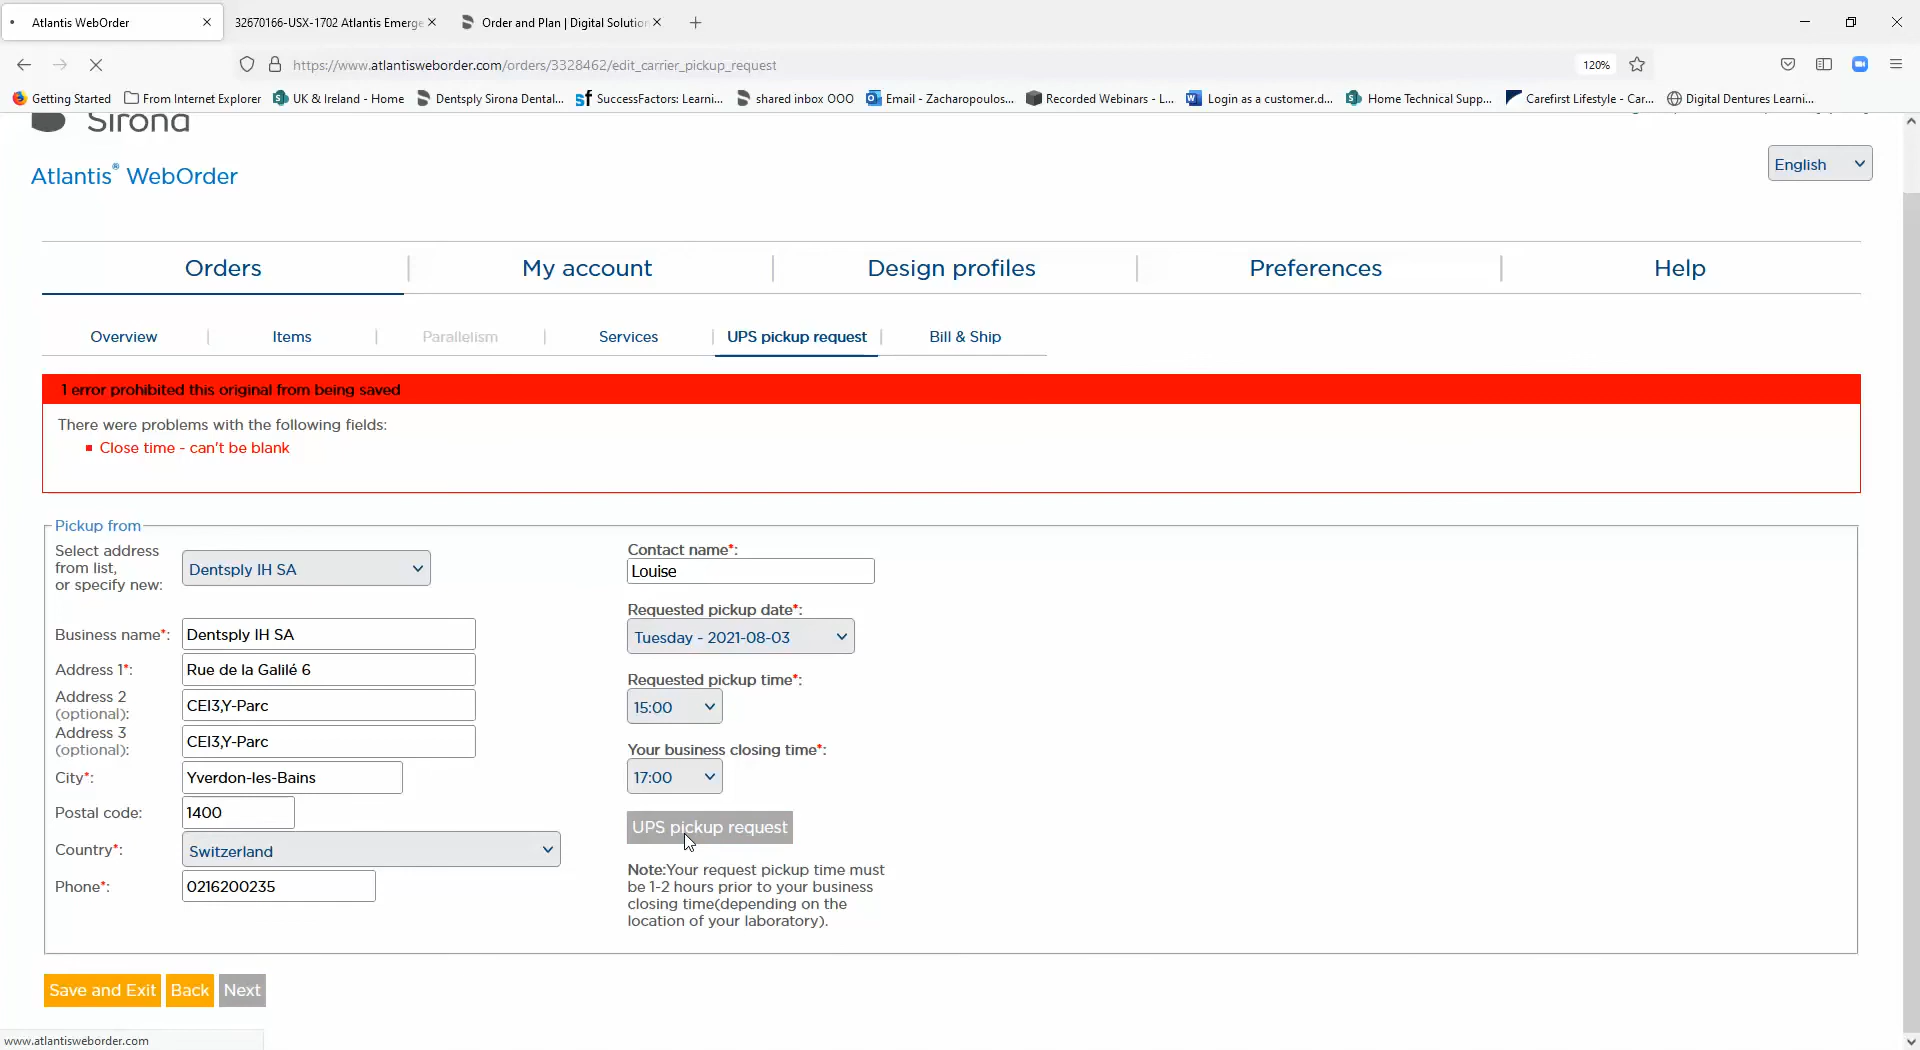 Atlantis WebOrder
32670166-USX-1702 Atlantis Emerge
Order and Plan | Digital Solution
https://www.atlantisweborder.com/orders/3328462/edit_carrier_pickup_request
120%
Getting Started
From Internet Explorer
UK & Ireland - Home
Dentsply Sirona Dental...
SuccessFactors: Learni...
shared inbox OOO
Email - Zacharopoulos...
Recorded Webinars - L...
Login as a customer.d...
Home Technical Supp...
Carefirst Lifestyle - Car...
Digital Dentures Learni...
Sirona
Atlantis® WebOrder
English
Orders
My account
Design profiles
Preferences
Help
Overview
Items
Parallelism
Services
UPS pickup request
Bill & Ship
1 error prohibited this original from being saved
There were problems with the following fields:
Close time - can't be blank
Pickup from
Select address
from list,
or specify new:
Dentsply IH SA
Business name*:
Dentsply IH SA
Address 1*:
Rue de la Galilé 6
Address 2
(optional):
CEI3,Y-Parc
Address 3
(optional):
CEI3,Y-Parc
City*:
Yverdon-les-Bains
Postal code:
1400
Country*:
Switzerland
Phone*:
0216200235
Contact name*:
Louise
Requested pickup date*:
Tuesday - 2021-08-03
Requested pickup time*:
15:00
Your business closing time*:
17:00
UPS pickup request
Note:Your request pickup time must
be 1-2 hours prior to your business
closing time(depending on the
location of your laboratory).
Save and Exit
Back
Next
www.atlantisweborder.com